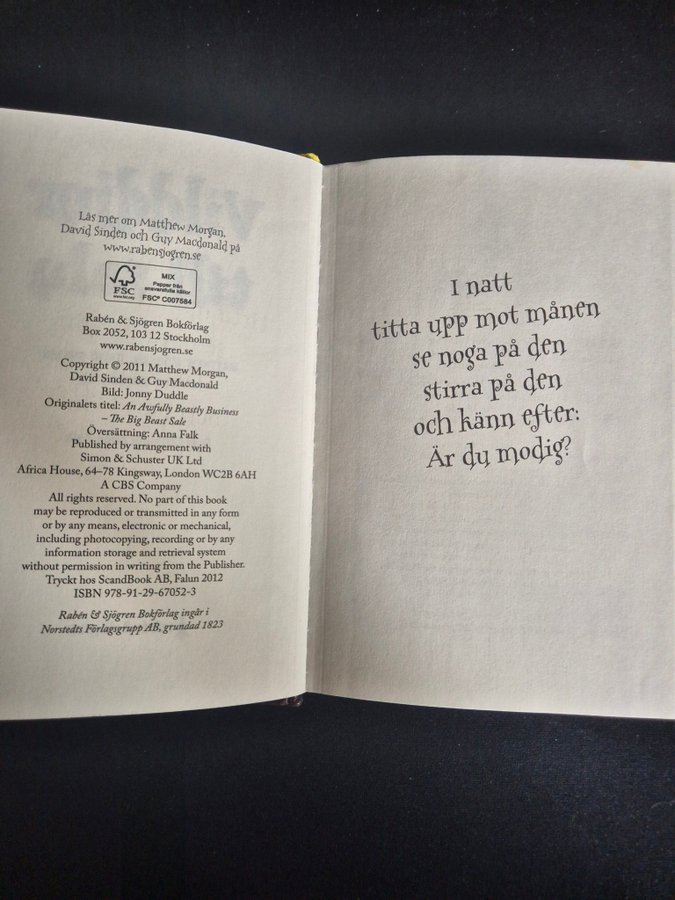 Läs mer om Matthew Morgan,
David Sinden och Guy Macdonald på
www.rabensjogren.se
FSC
www.fsc.org
MIX
Papper från
ansvarsfulla källor
FSC® C007584
Rabén & Sjögren Bokförlag
Box 2052, 103 12 Stockholm
www.rabensjogren.se
Copyright © 2011 Matthew Morgan,
David Sinden & Guy Macdonald
Bild: Jonny Duddle
Originalets titel: An Awfully Beastly Business
– The Big Beast Sale
Översättning: Anna Falk
Published by arrangement with
Simon & Schuster UK Ltd
Africa House, 64–78 Kingsway, London WC2B 6AH
A CBS Company
All rights reserved. No part of this book
may be reproduced or transmitted in any form
or by any means, electronic or mechanical,
including photocopying, recording or by any
information storage and retrieval system
without permission in writing from the Publisher.
Tryckt hos ScandBook AB, Falun 2012
ISBN 978-91-29-67052-3
Rabén & Sjögren Bokförlag ingår i
Norstedts Förlagsgrupp AB, grundad 1823
I natt
titta upp mot månen
se noga på den
stirra på den
och känn efter:
Är du modig?